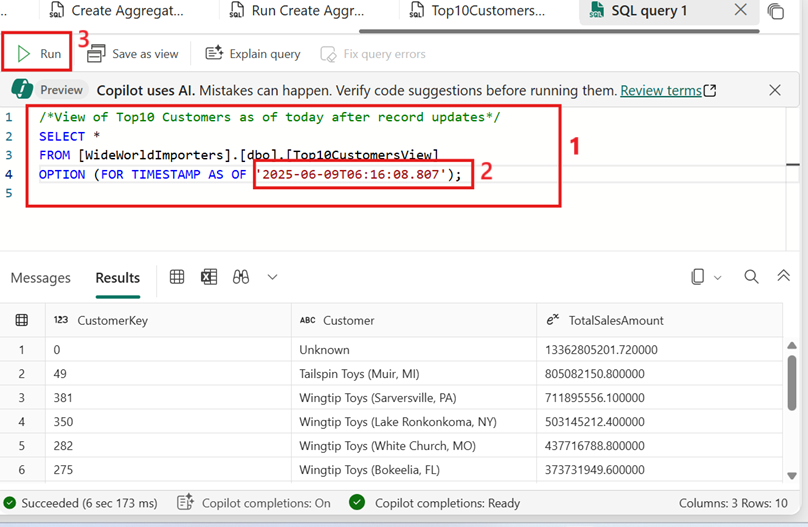 ... Create Aggregat... Run Create Aggr... Top10Customers... SQL query 1
Run 3 Save as view Explain query Fix query errors
Preview Copilot uses AI. Mistakes can happen. Verify code suggestions before running them. Review terms
1 /*View of Top10 Customers as of today after record updates*/
2 SELECT *
3 FROM [WideWorldImporters].[dbo].[Top10CustomersView]
4 OPTION (FOR TIMESTAMP AS OF '2025-06-09T06:16:08.807');
5
1
2
Messages Results
123 CustomerKey ABC Customer eˣ TotalSalesAmount
1 0 Unknown 13362805201.720000
2 49 Tailspin Toys (Muir, MI) 805082150.800000
3 381 Wingtip Toys (Sarversville, PA) 711895556.100000
4 350 Wingtip Toys (Lake Ronkonkoma, NY) 503145212.400000
5 282 Wingtip Toys (White Church, MO) 437716788.800000
6 275 Wingtip Toys (Bokeelia, FL) 373731949.600000
Succeeded (6 sec 173 ms) Copilot completions: On Copilot completions: Ready Columns: 3 Rows: 10